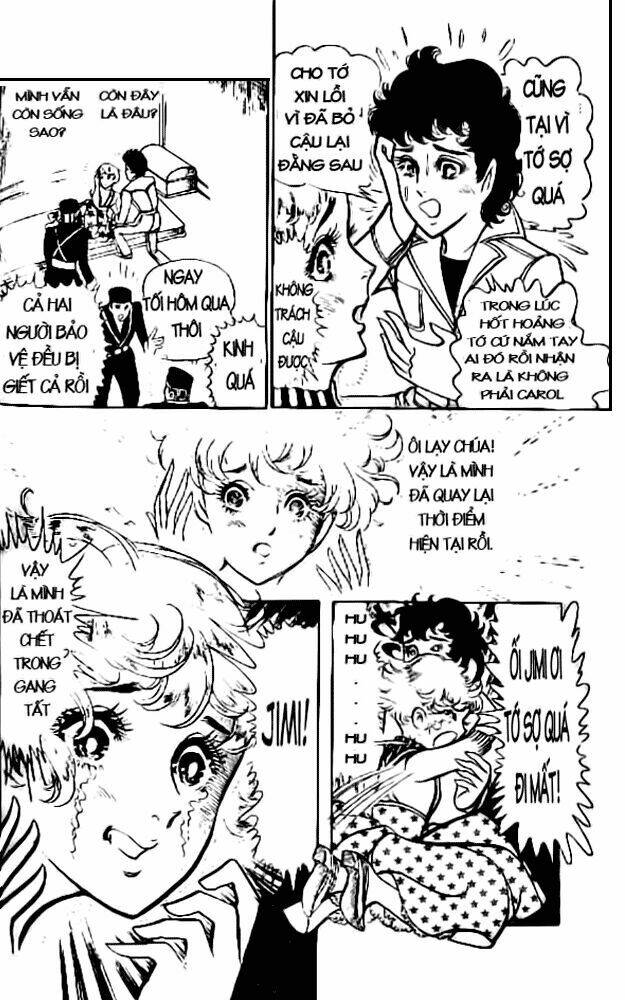 CHO TỚ
XIN LỖI
VÌ ĐÃ BỎ
CẬU LẠI
ĐẰNG SAU
CŨNG
TẠI VÌ
TỚ SỢ
QUÁ
KHÔNG
TRÁCH
CẬU
ĐƯỢC
TRONG LÚC
HỐT HOẢNG
TỚ CỨ NẮM TAY
AI ĐÓ RỒI NHẬN
RA LÀ KHÔNG
PHẢI CAROL
MÌNH VẪN
CÒN SỐNG
SAO?
CÒN ĐÂY
LÀ ĐÂU?
NGAY
TỐI HÔM QUA
THÔI
CẢ HAI
NGƯỜI BẢO
VỆ ĐỀU BỊ
GIẾT CẢ RỒI
KINH
QUÁ
ÔI LẠY CHÚA!
VẬY LÀ MÌNH
ĐÃ QUAY LẠI
THỜI ĐIỂM
HIỆN TẠI RỒI.
VẬY
LÀ MÌNH
ĐÃ THOÁT
CHẾT
TRONG
GANG
TẤT
JIMI!
HU
HU
HU
.
.
.
.
HU
HU
ỐI JIMI ƠI
TỚ SỢ QUÁ
ĐI MẤT!